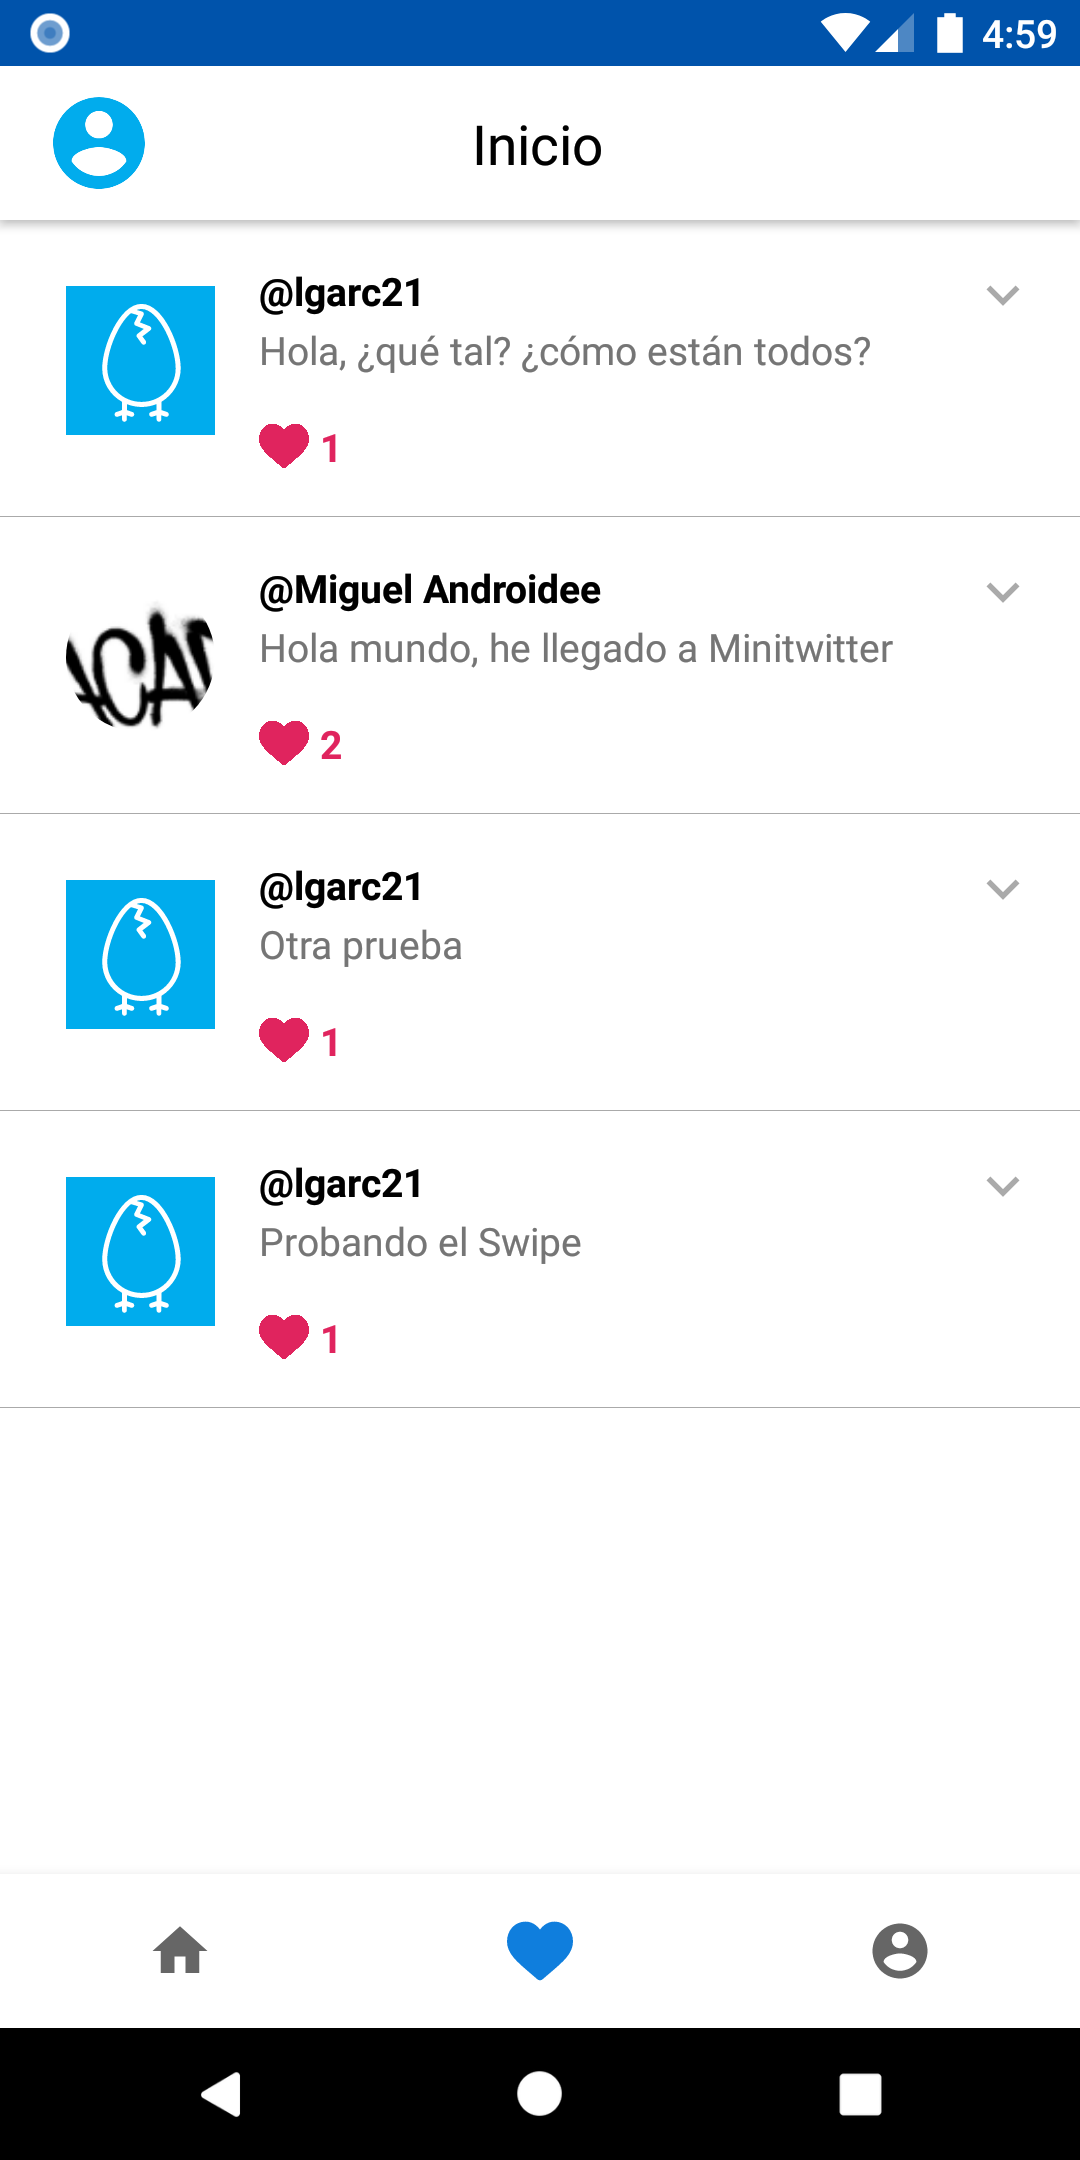 4:59
Inicio
@lgarc21
Hola, ¿qué tal? ¿cómo están todos?
1
@Miguel Androidee
Hola mundo, he llegado a Minitwitter
2
@lgarc21
Otra prueba
1
@lgarc21
Probando el Swipe
1